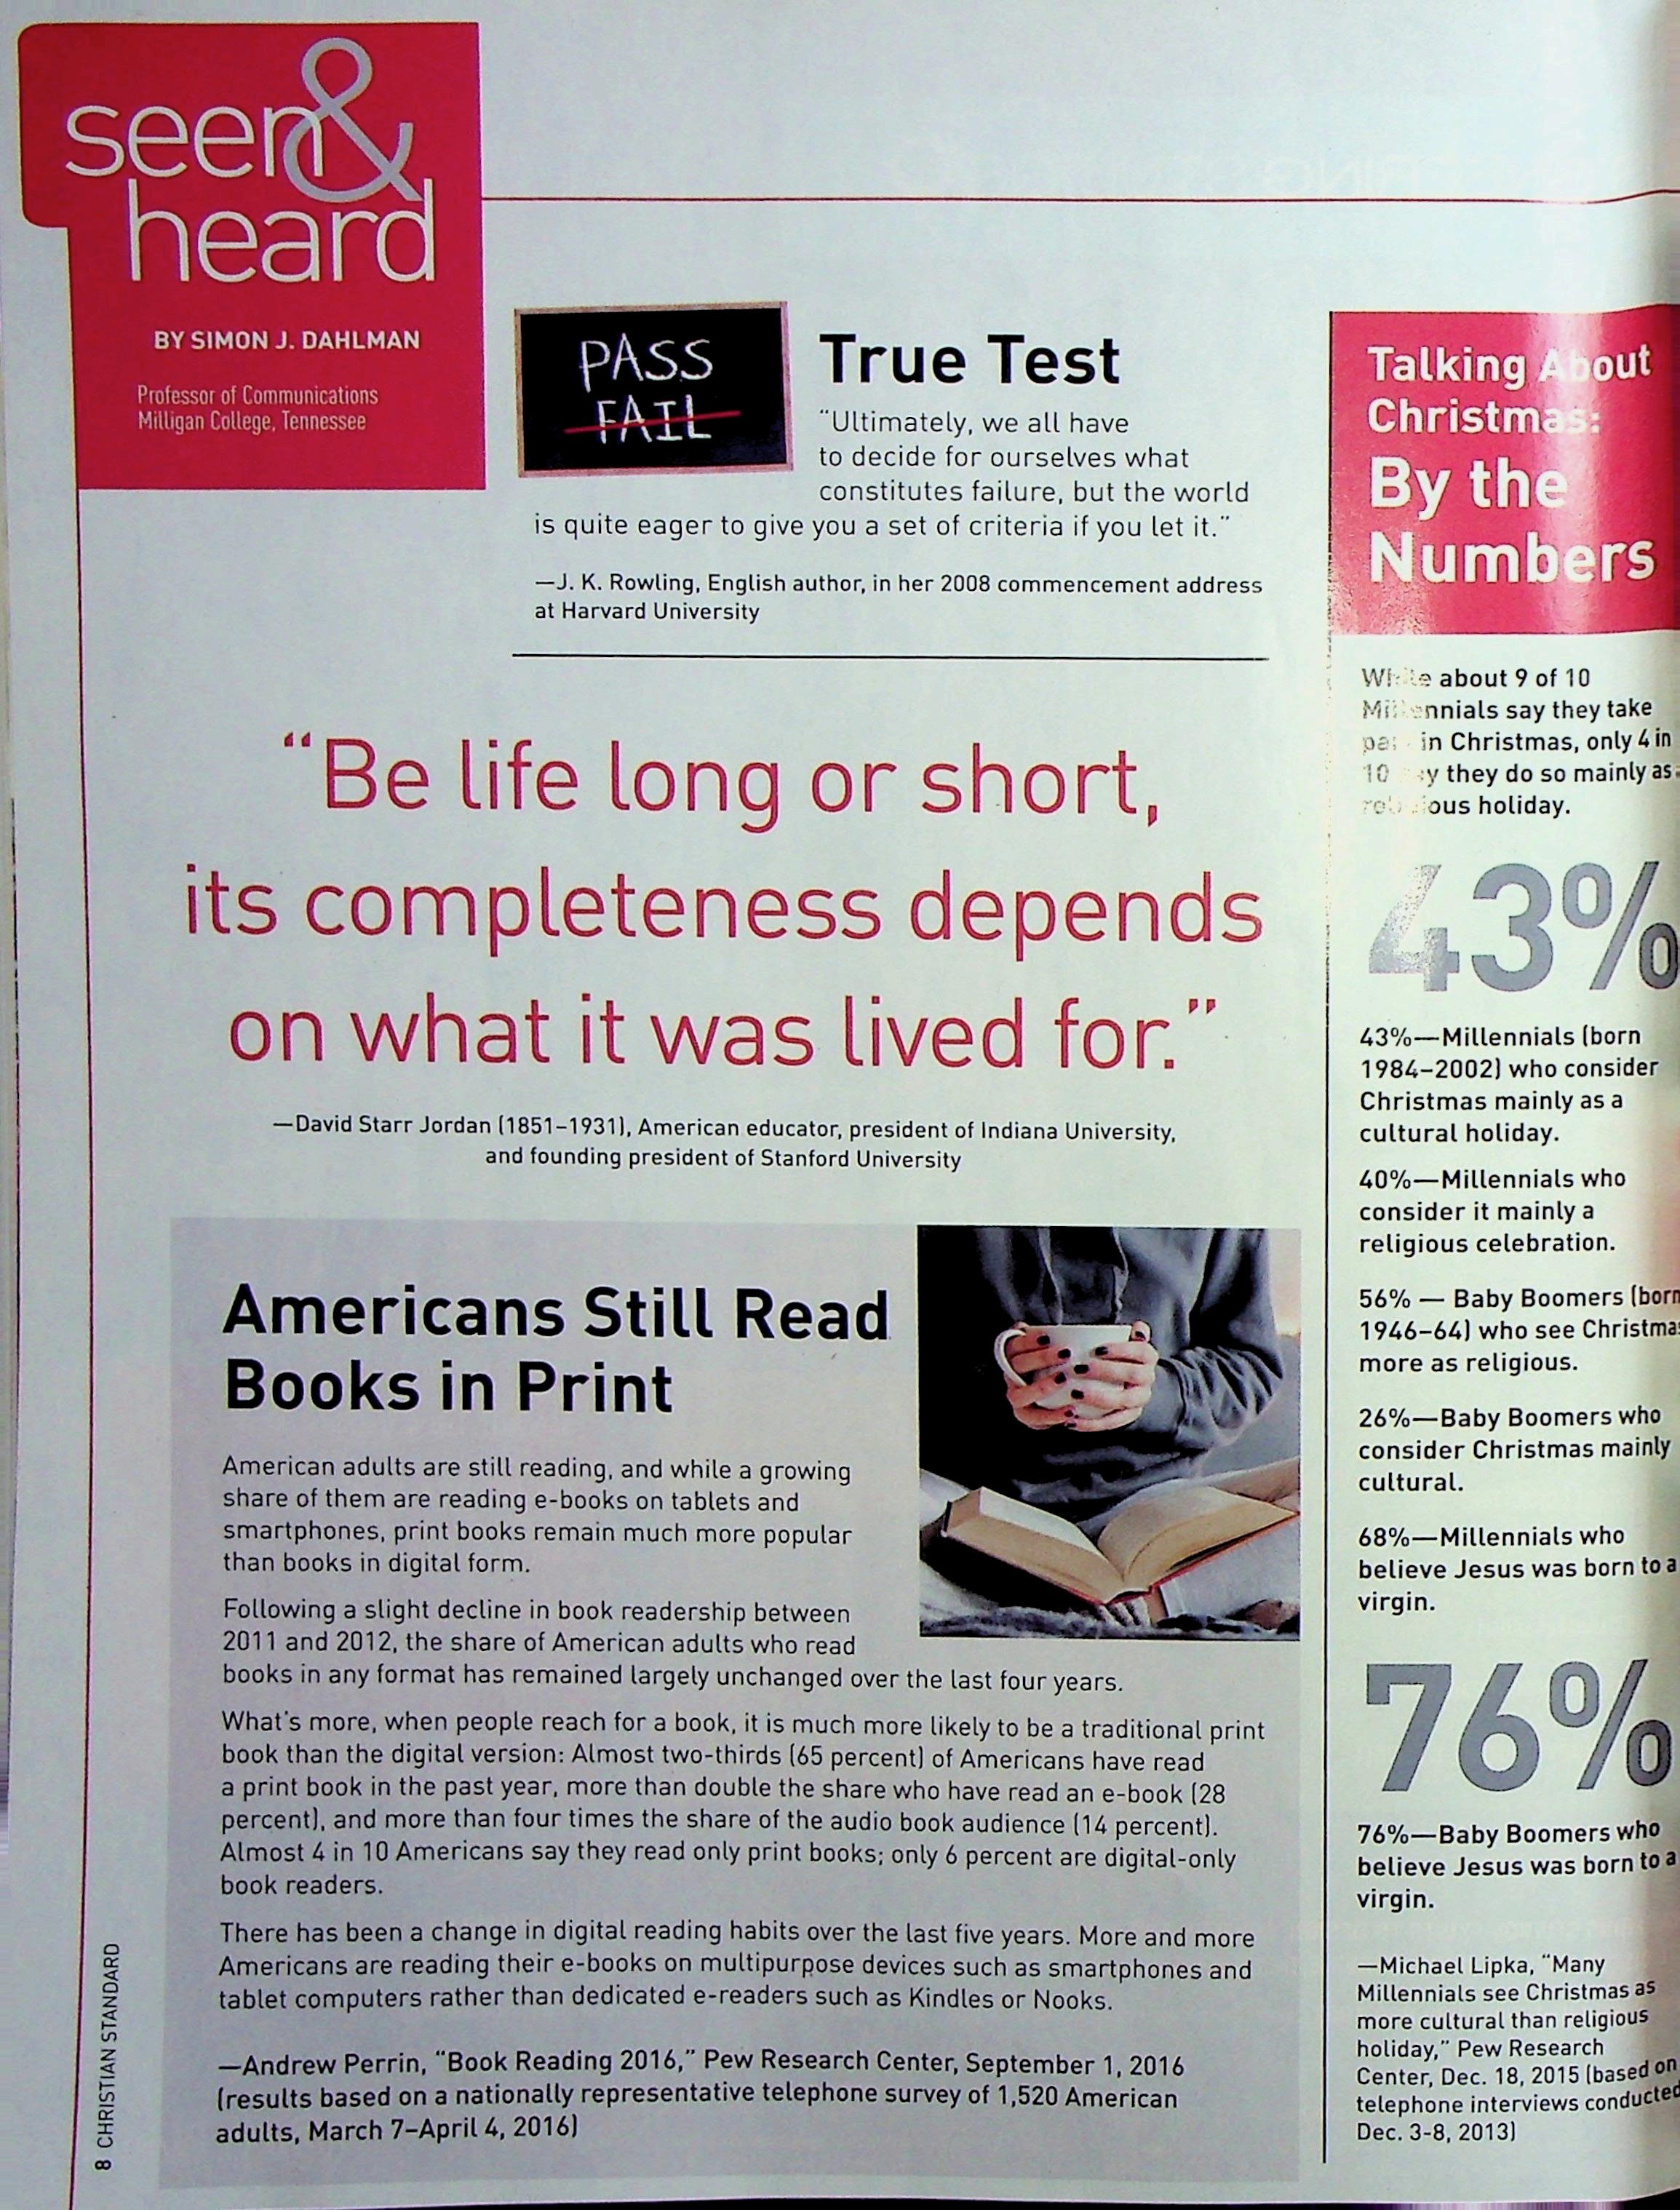 seen&
heard
BY SIMON J. DAHLMAN
Professor of Communications
Milligan College, Tennessee
PASS
FAIL
True Test
“Ultimately, we all have
to decide for ourselves what
constitutes failure, but the world
is quite eager to give you a set of criteria if you let it.”
—J. K. Rowling, English author, in her 2008 commencement address
at Harvard University
“Be life long or short,
its completeness depends
on what it was lived for.”
—David Starr Jordan (1851–1931), American educator, president of Indiana University,
and founding president of Stanford University
Americans Still Read
Books in Print
American adults are still reading, and while a growing
share of them are reading e-books on tablets and
smartphones, print books remain much more popular
than books in digital form.
Following a slight decline in book readership between
2011 and 2012, the share of American adults who read
books in any format has remained largely unchanged over the last four years.
What's more, when people reach for a book, it is much more likely to be a traditional print
book than the digital version: Almost two-thirds (65 percent) of Americans have read
a print book in the past year, more than double the share who have read an e-book (28
percent), and more than four times the share of the audio book audience (14 percent).
Almost 4 in 10 Americans say they read only print books; only 6 percent are digital-only
book readers.
There has been a change in digital reading habits over the last five years. More and more
Americans are reading their e-books on multipurpose devices such as smartphones and
tablet computers rather than dedicated e-readers such as Kindles or Nooks.
—Andrew Perrin, “Book Reading 2016,” Pew Research Center, September 1, 2016
(results based on a nationally representative telephone survey of 1,520 American
adults, March 7–April 4, 2016)
Talking About
Christmas:
By the
Numbers
While about 9 of 10
Millennials say they take
part in Christmas, only 4 in
10 say they do so mainly as a
religious holiday.
43%
43%—Millennials (born
1984–2002) who consider
Christmas mainly as a
cultural holiday.
40%—Millennials who
consider it mainly a
religious celebration.
56% — Baby Boomers (born
1946–64) who see Christmas
more as religious.
26%—Baby Boomers who
consider Christmas mainly
cultural.
68%—Millennials who
believe Jesus was born to a
virgin.
76%
76%—Baby Boomers who
believe Jesus was born to a
virgin.
—Michael Lipka, “Many
Millennials see Christmas as
more cultural than religious
holiday,” Pew Research
Center, Dec. 18, 2015 (based on
telephone interviews conducted
Dec. 3-8, 2013)
8 CHRISTIAN STANDARD